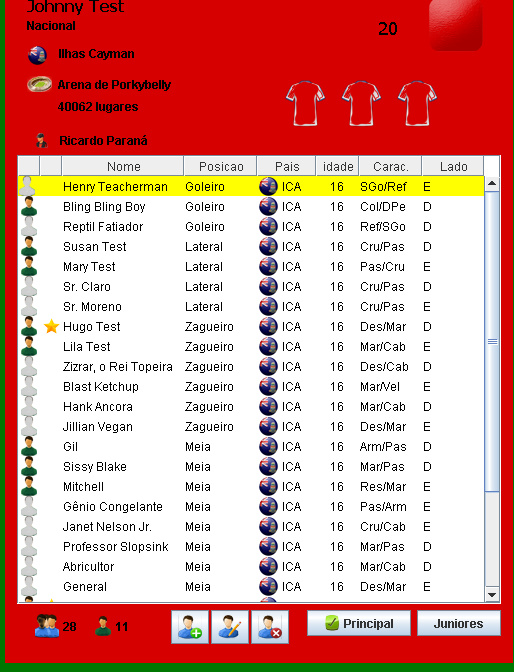 Johnny Test
Nacional
20
Ilhas Cayman
Arena de Porkybelly
40062 lugares
Ricardo Paraná
Nome Posicao Pais idade Carac. Lado
Henry Teacherman Goleiro ICA 16 SGo/Ref E
Bling Bling Boy Goleiro ICA 16 Col/DPe D
Reptil Fatiador Goleiro ICA 16 Ref/SGo D
Susan Test Lateral ICA 16 Cru/Pas D
Mary Test Lateral ICA 16 Pas/Cru E
Sr. Claro Lateral ICA 16 Cru/Pas D
Sr. Moreno Lateral ICA 16 Cru/Pas E
Hugo Test Zagueiro ICA 16 Des/Mar D
Lila Test Zagueiro ICA 16 Mar/Cab E
Zizrar, o Rei Topeira Zagueiro ICA 16 Des/Cab D
Blast Ketchup Zagueiro ICA 16 Mar/Vel E
Hank Ancora Zagueiro ICA 16 Mar/Cab D
Jillian Vegan Zagueiro ICA 16 Des/Mar D
Gil Meia ICA 16 Arm/Pas D
Sissy Blake Meia ICA 16 Mar/Pas D
Mitchell Meia ICA 16 Res/Mar E
Gênio Congelante Meia ICA 16 Pas/Arm E
Janet Nelson Jr. Meia ICA 16 Cru/Cab E
Professor Slopsink Meia ICA 16 Mar/Pas D
Abricultor Meia ICA 16 Mar/Cab D
General Meia ICA 16 Des/Mar E
28 11 Principal Juniores